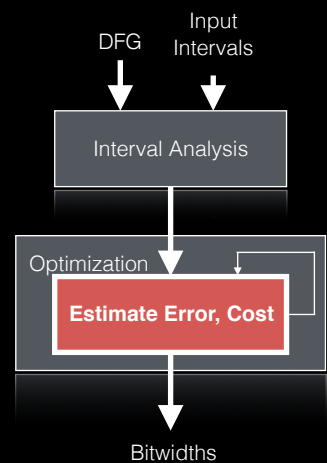 DFG
Input
Intervals
Interval Analysis
Optimization
Estimate Error, Cost
Bitwidths